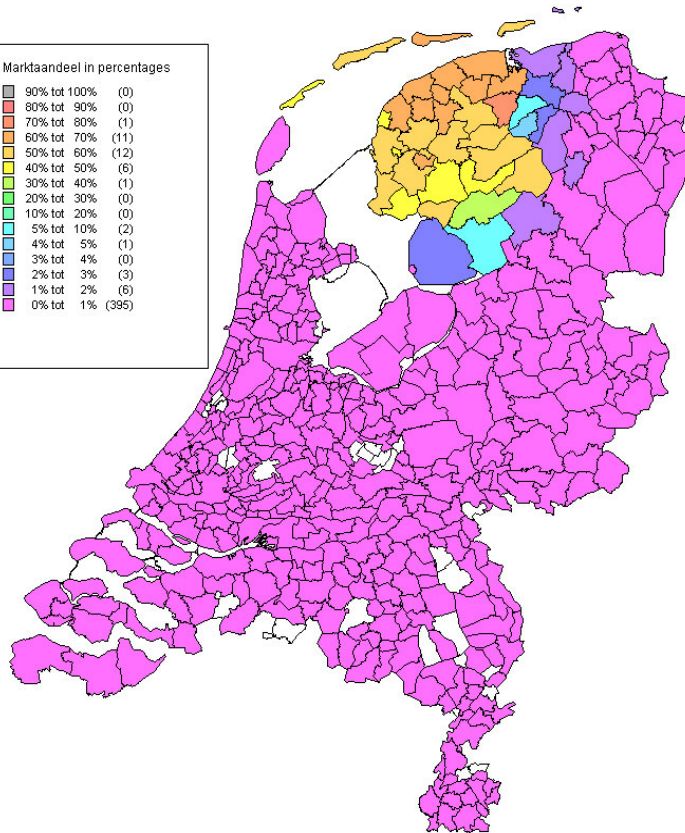 Marktaandeel in percentages
90% tot 100% (0)
80% tot 90% (0)
70% tot 80% (1)
60% tot 70% (11)
50% tot 60% (12)
40% tot 50% (6)
30% tot 40% (1)
20% tot 30% (0)
10% tot 20% (0)
5% tot 10% (2)
4% tot 5% (1)
3% tot 4% (0)
2% tot 3% (3)
1% tot 2% (6)
0% tot 1% (395)